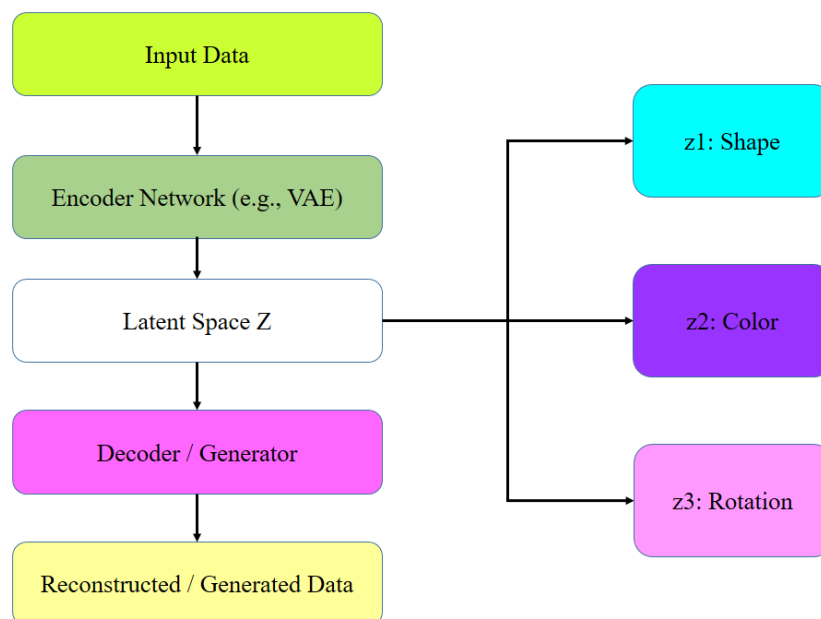 Input Data
Encoder Network (e.g., VAE)
Latent Space Z
Decoder / Generator
Reconstructed / Generated Data
z1: Shape
z2: Color
z3: Rotation